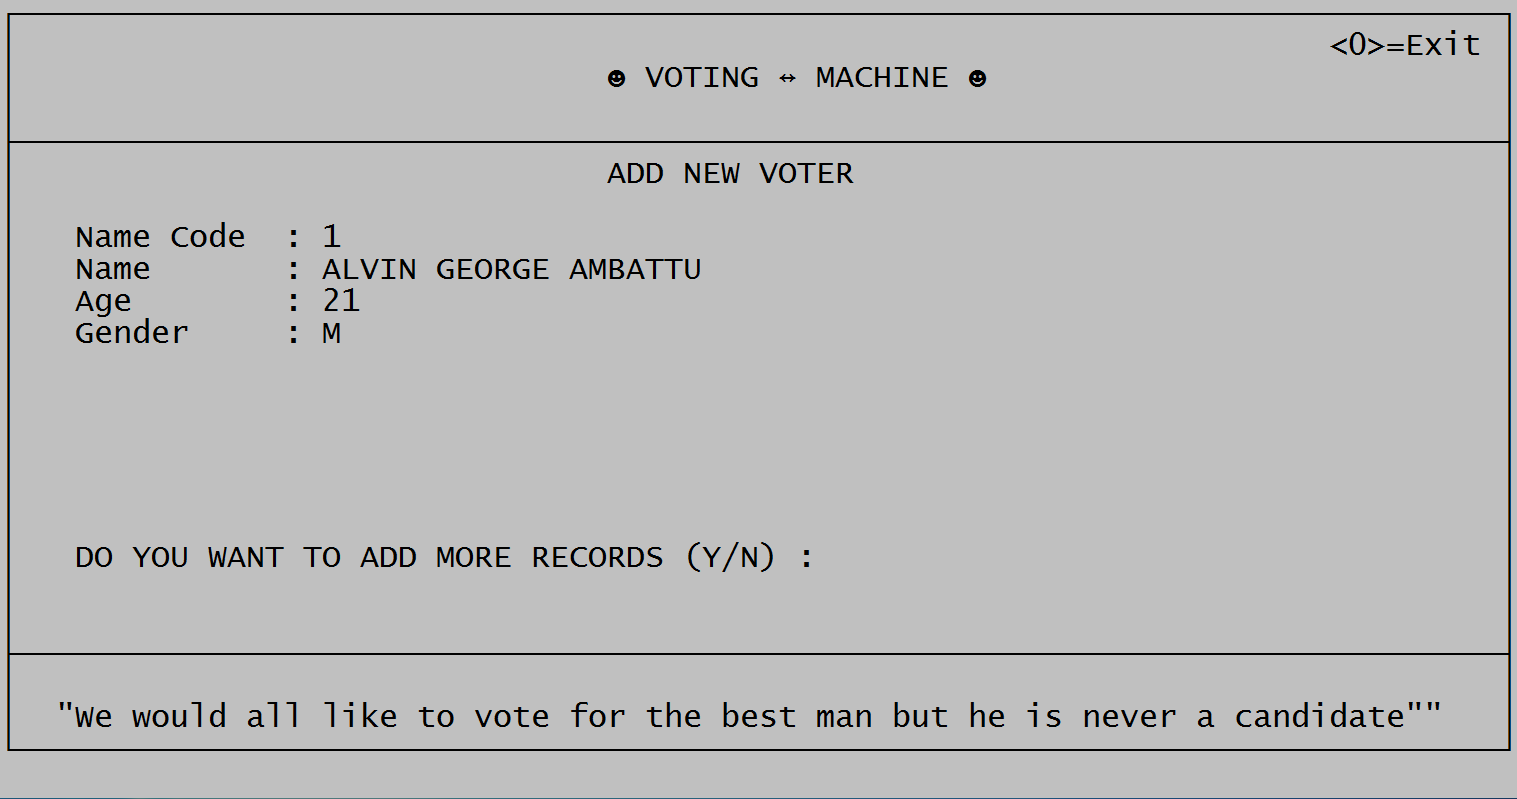 <0>=Exit
☻ VOTING ↔ MACHINE ☻
ADD NEW VOTER
Name Code : 1
Name : ALVIN GEORGE AMBATTU
Age : 21
Gender : M
DO YOU WANT TO ADD MORE RECORDS (Y/N) :
"We would all like to vote for the best man but he is never a candidate""